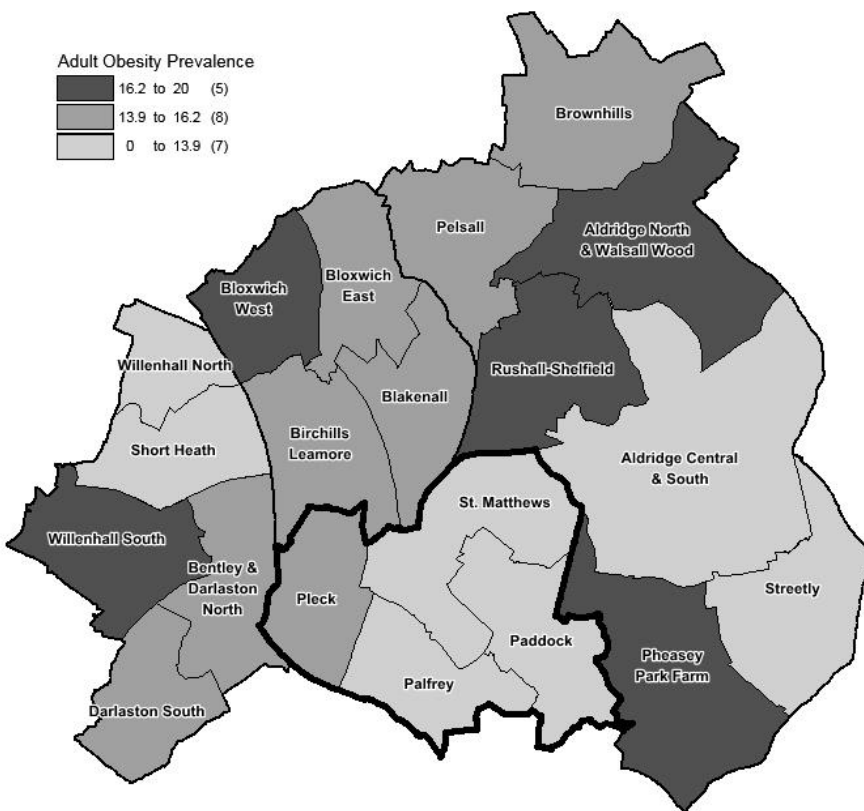 Adult Obesity Prevalence
16.2 to 20 (5)
13.9 to 16.2 (8)
0 to 13.9 (7)
Brownhills
Pelsall
Aldridge North
& Walsall Wood
Bloxwich
West
Bloxwich
East
Willenhall North
Rushall-Shelfield
Blakenall
Short Heath
Birchills
Leamore
Aldridge Central
& South
St. Matthews
Willenhall South
Bentley &
Darlaston
North
Pleck
Streetly
Paddock
Pheasey
Park Farm
Palfrey
Darlaston South